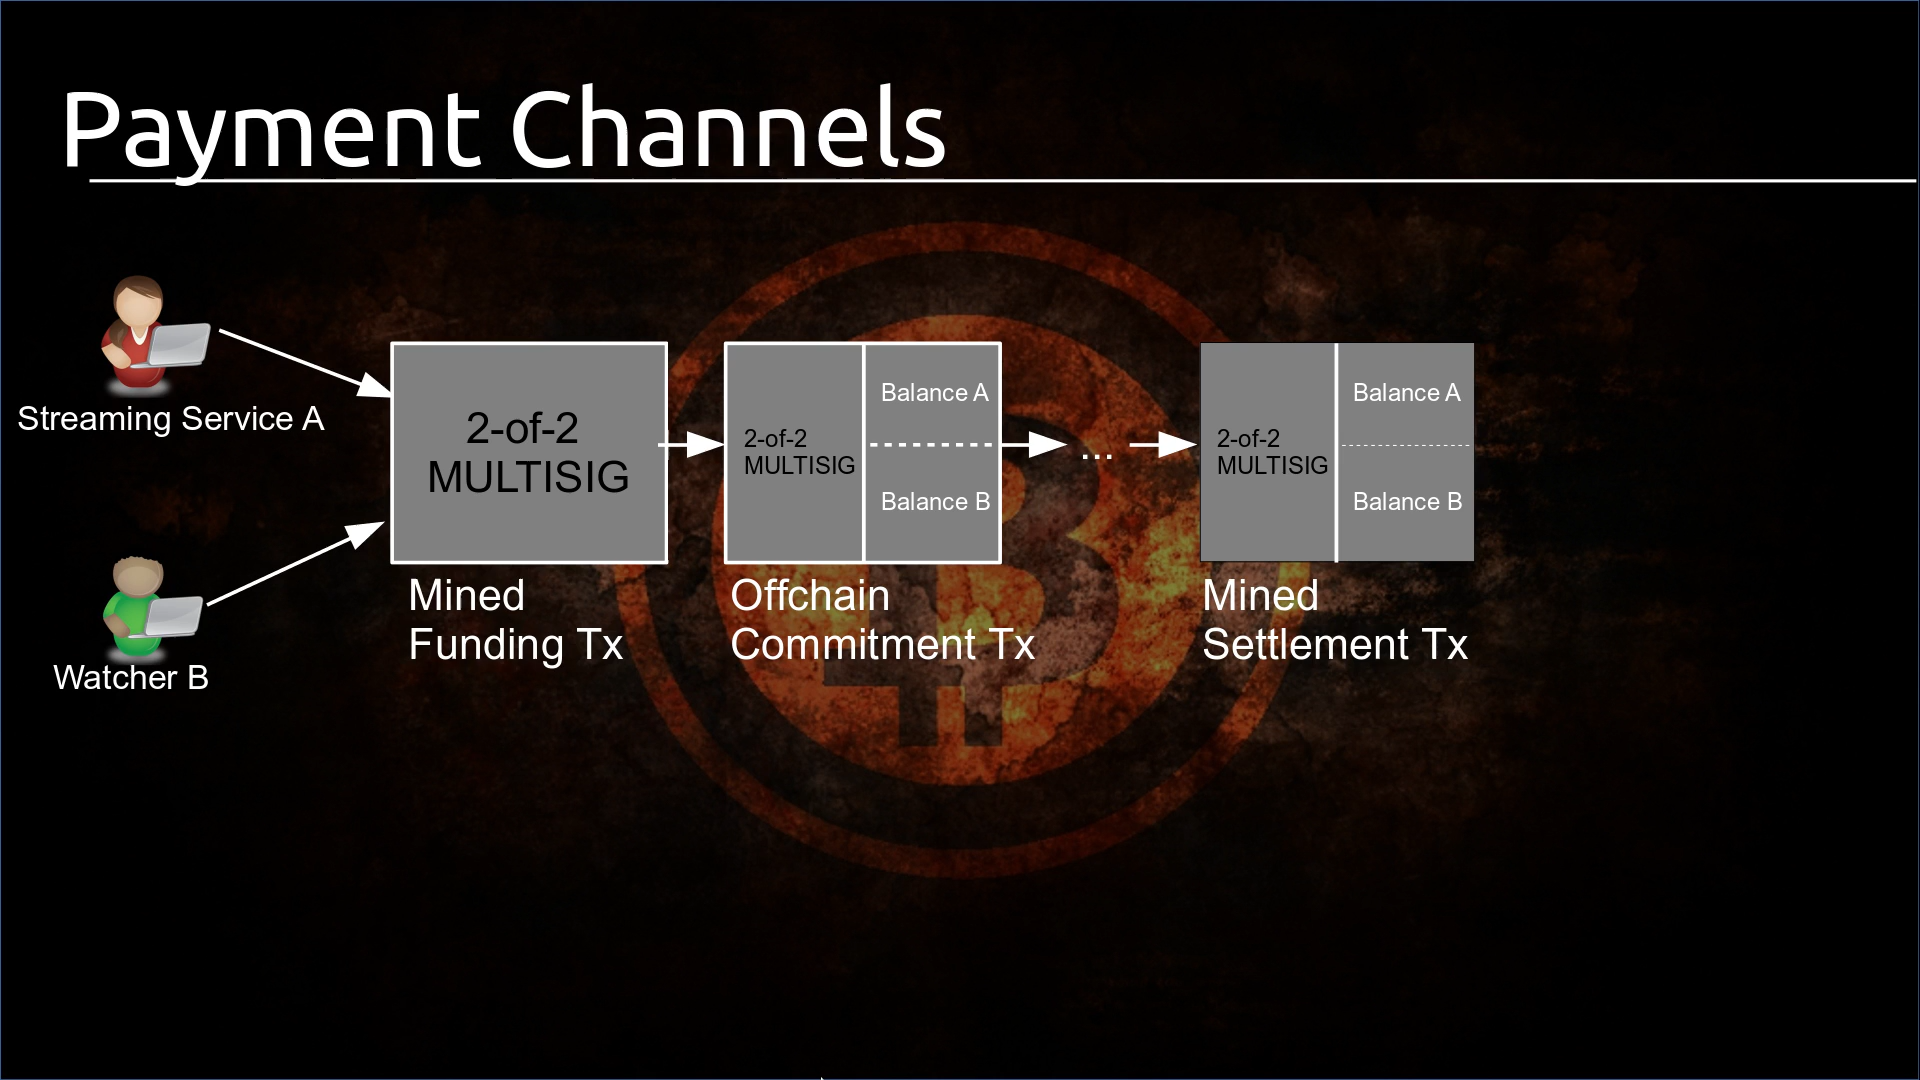 Payment Channels
Streaming Service A
Watcher B
2-of-2
MULTISIG
Mined
Funding Tx
2-of-2
MULTISIG
Balance A
Balance B
Offchain
Commitment Tx
...
2-of-2
MULTISIG
Balance A
Balance B
Mined
Settlement Tx